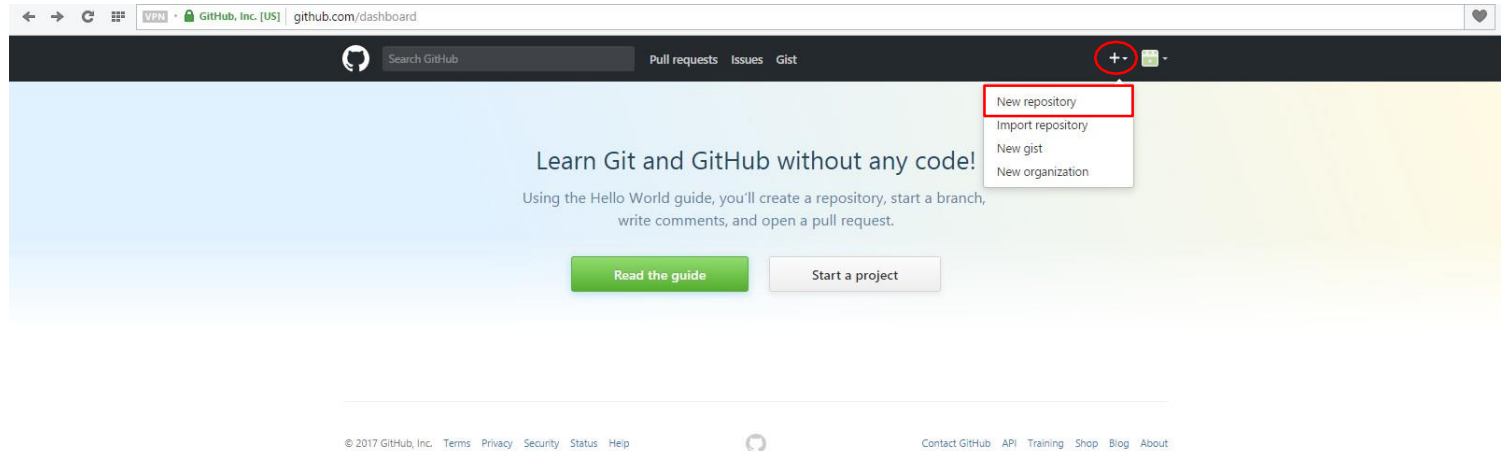 VPN GitHub, Inc. [US] github.com/dashboard
Search GitHub Pull requests Issues Gist
New repository
Import repository
New gist
New organization
Learn Git and GitHub without any code!
Using the Hello World guide, you'll create a repository, start a branch,
write comments, and open a pull request.
Read the guide Start a project
© 2017 GitHub, Inc. Terms Privacy Security Status Help Contact GitHub API Training Shop Blog About